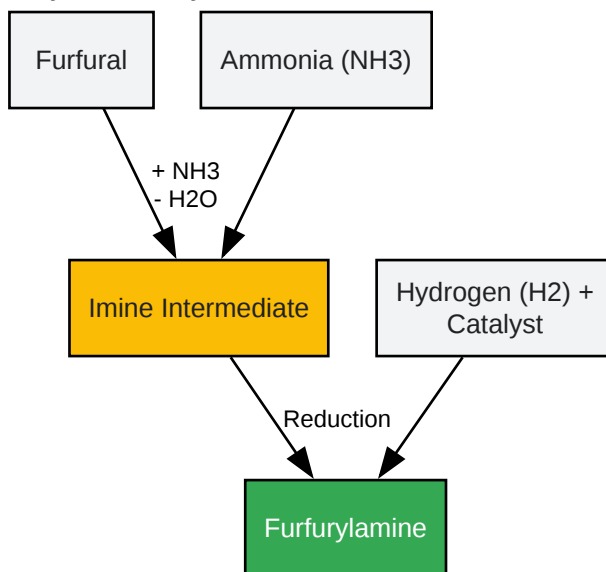 Furfural
Ammonia (NH3)
+ NH3
- H2O
Imine Intermediate
Hydrogen (H2) +
Catalyst
Reduction
Furfurylamine